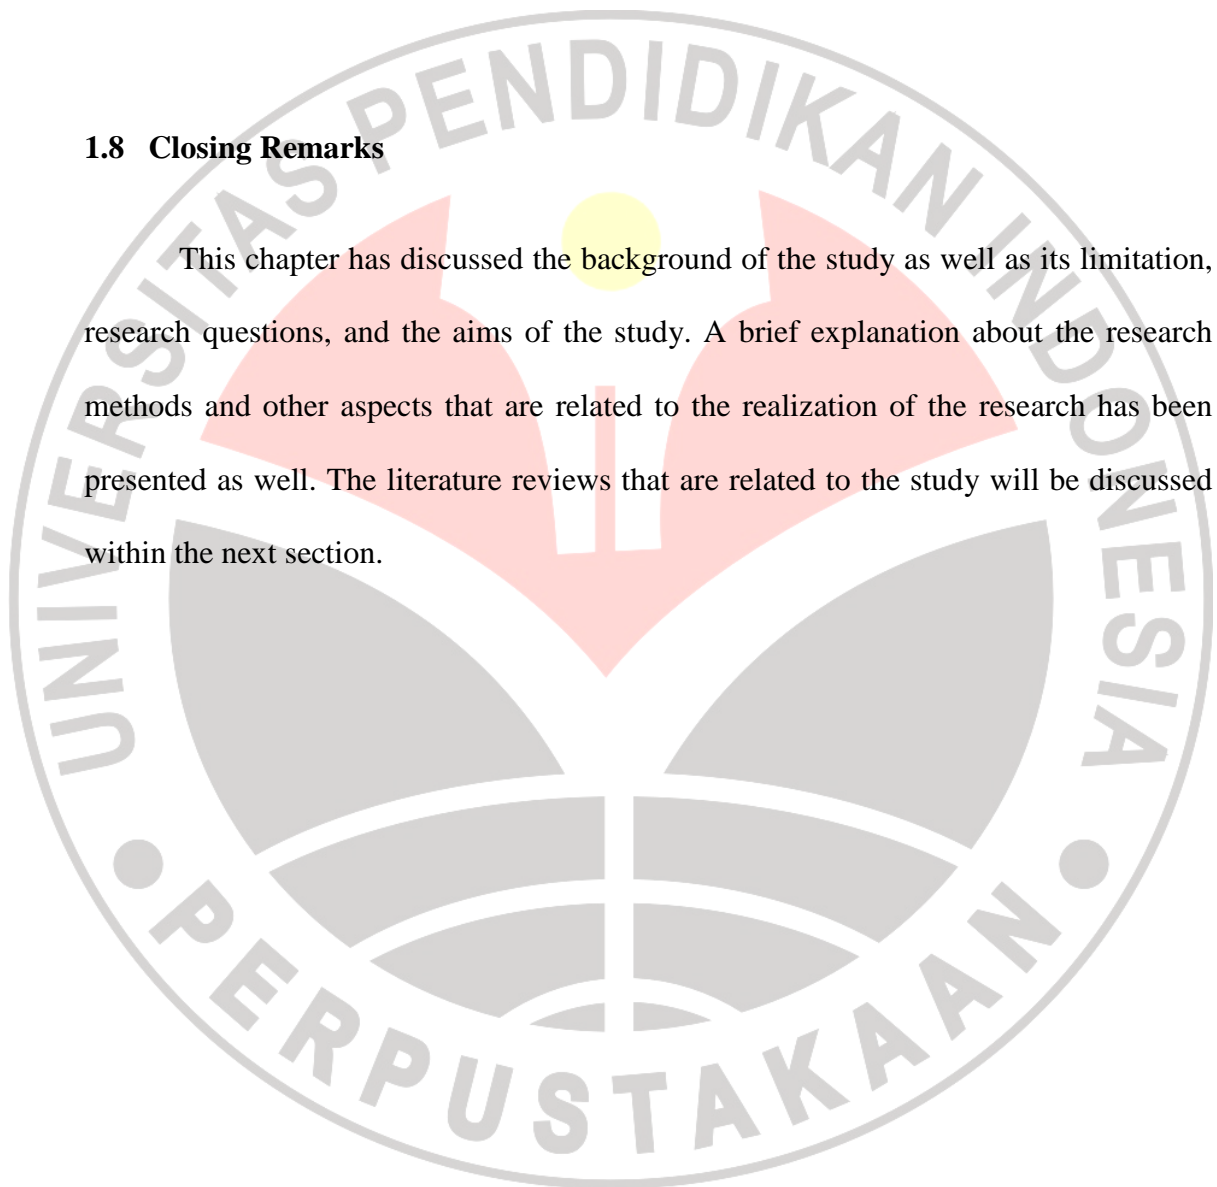 UNIVERSITAS PENDIDIKAN INDONESIA
1.8 Closing Remarks
This chapter has discussed the background of the study as well as its limitation,
research questions, and the aims of the study. A brief explanation about the research
methods and other aspects that are related to the realization of the research has been
presented as well. The literature reviews that are related to the study will be discussed
within the next section.
PERPUSTAKAAN